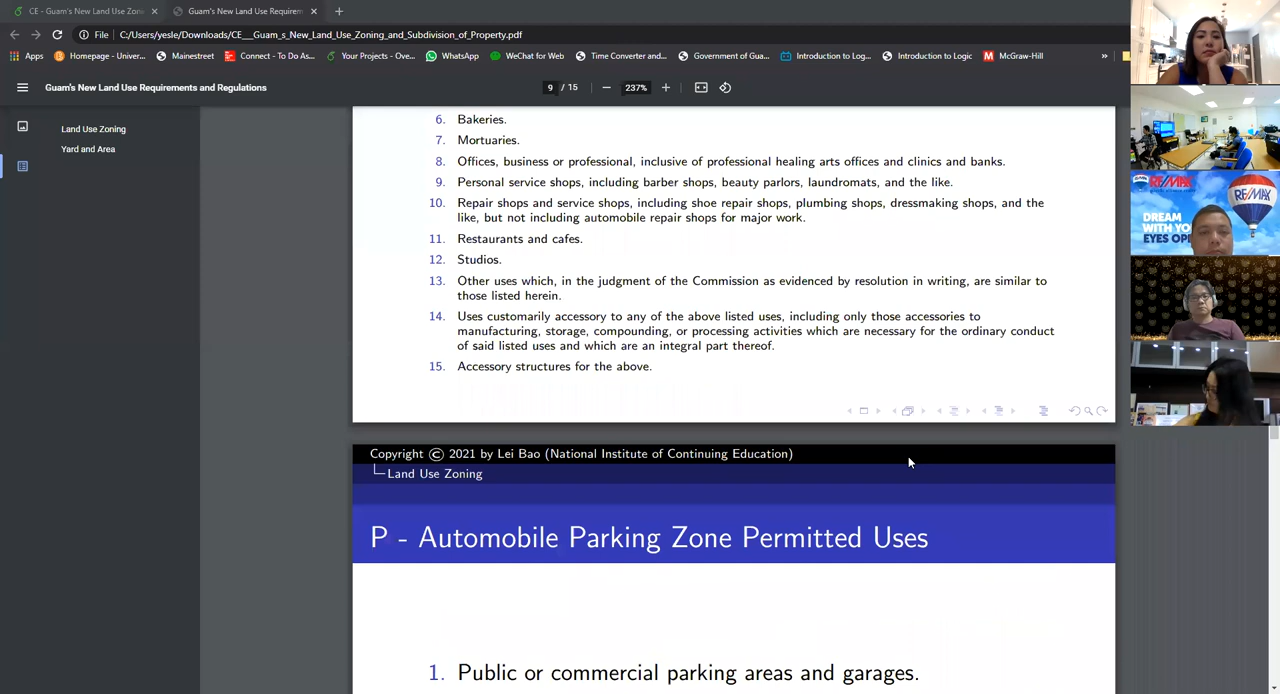 CE - Guam's New Land Use Zon
Guam's New Land Use Requirem
File
C:/Users/yesle/Downloads/CE__Guam_s_New_Land_Use_Zoning_and_Subdivision_of_Property.pdf
Apps
Homepage - Univer...
Mainestreet
Connect - To Do As...
Your Projects - Ove...
WhatsApp
WeChat for Web
Time Converter and...
Government of Gua...
Introduction to Log...
Introduction to Logic
McGraw-Hill
Guam's New Land Use Requirements and Regulations
9 / 15
237%
Land Use Zoning
Yard and Area
6. Bakeries.
7. Mortuaries.
8. Offices, business or professional, inclusive of professional healing arts offices and clinics and banks.
9. Personal service shops, including barber shops, beauty parlors, laundromats, and the like.
10. Repair shops and service shops, including shoe repair shops, plumbing shops, dressmaking shops, and the
like, but not including automobile repair shops for major work.
11. Restaurants and cafes.
12. Studios.
13. Other uses which, in the judgment of the Commission as evidenced by resolution in writing, are similar to
those listed herein.
14. Uses customarily accessory to any of the above listed uses, including only those accessories to
manufacturing, storage, compounding, or processing activities which are necessary for the ordinary conduct
of said listed uses and which are an integral part thereof.
15. Accessory structures for the above.
Copyright © 2021 by Lei Bao (National Institute of Continuing Education)
Land Use Zoning
P - Automobile Parking Zone Permitted Uses
1. Public or commercial parking areas and garages.
RE/MAX
RE/MAX
DREAM
WITH YO
EYES OP